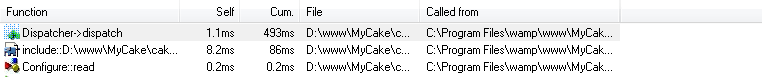 Function Self Cum. File Called from
Dispatcher->dispatch 1.1ms 493ms D:\www\MyCake\c... C:\Program Files\wamp\www\MyCak...
include::D:\www\MyCake\cak... 8.2ms 86ms D:\www\MyCake\c... C:\Program Files\wamp\www\MyCak...
Configure::read 0.2ms 0.2ms D:\www\MyCake\c... C:\Program Files\wamp\www\MyCak...